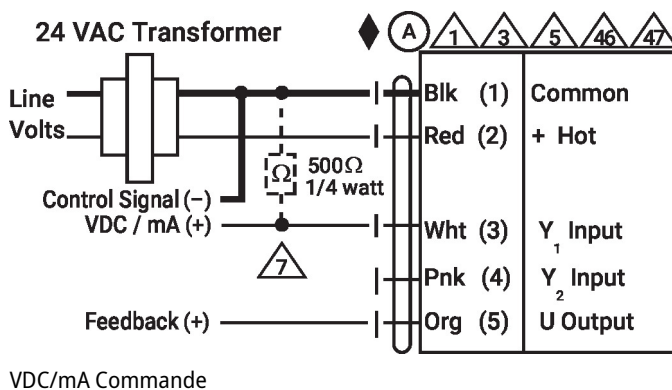 24 VAC Transformer
A 1 3 5 46 47
Line
Volts
Blk (1) Common
Red (2) + Hot
Ω 500Ω
1/4 watt
Control Signal (−)
VDC / mA (+)
Wht (3) Y1 Input
7
Pnk (4) Y2 Input
Feedback (+)
Org (5) U Output
VDC/mA Commande